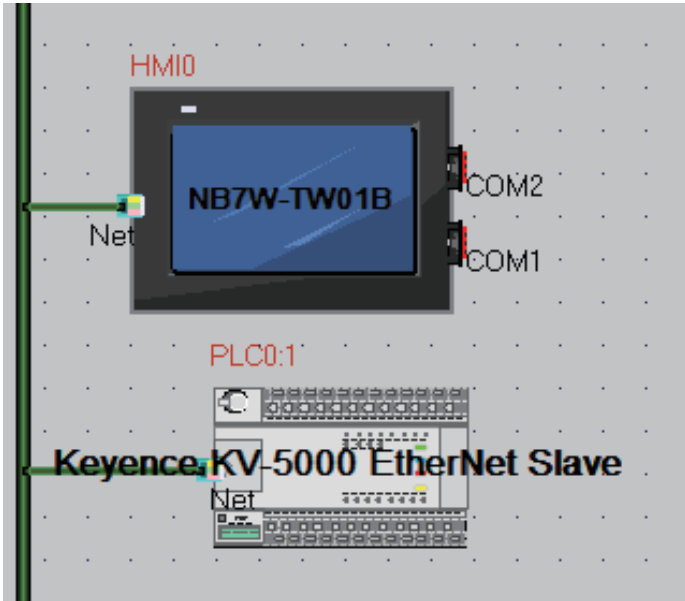 HMI0
NB7W-TW01B
COM2
Net
COM1
PLC0:1
Keyence KV-5000 EtherNet Slave
Net